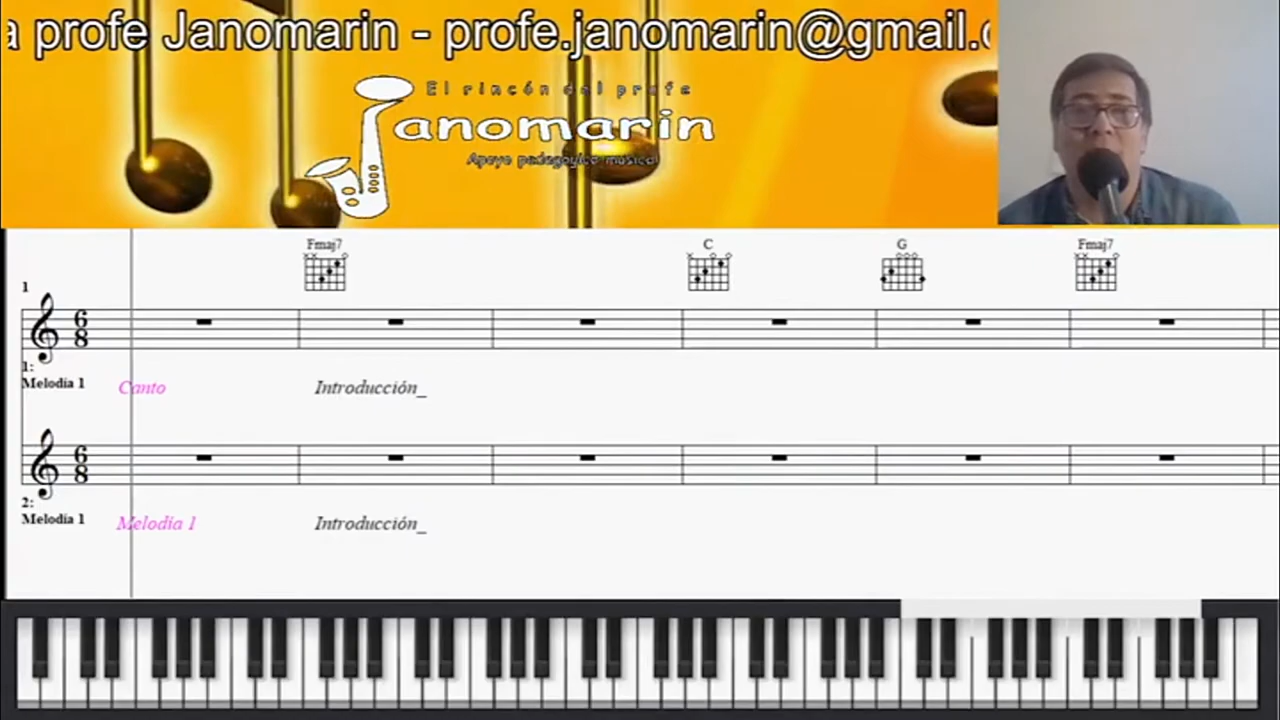 a profe Janomarin - profe.janomarin@gmail.c
El rincón del profe
Janomarin
Apoyo pedagógico musical
Fmaj7 C G Fmaj7
1
6
8
1:
Melodía 1
Canto Introducción_
6
8
2:
Melodía 1
Melodía 1 Introducción_